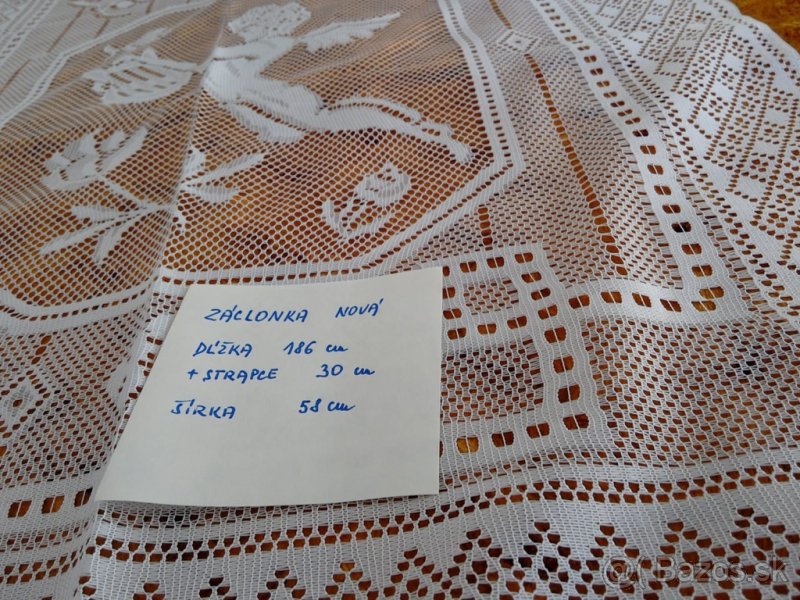 ZÁCLONKA NOVÁ
DĹŽKA 186 cm
+ STRAPCE 30 cm
ŠÍRKA 58 cm
Bazos.sk